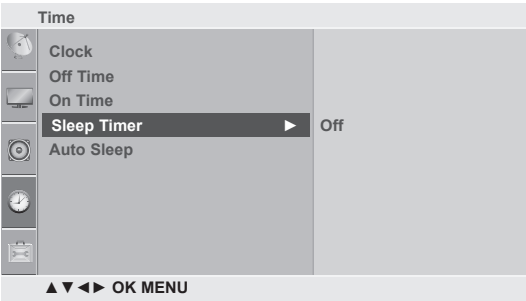 Time
Clock
Off Time
On Time
Sleep Timer ► Off
Auto Sleep
▲▼◄► OK MENU